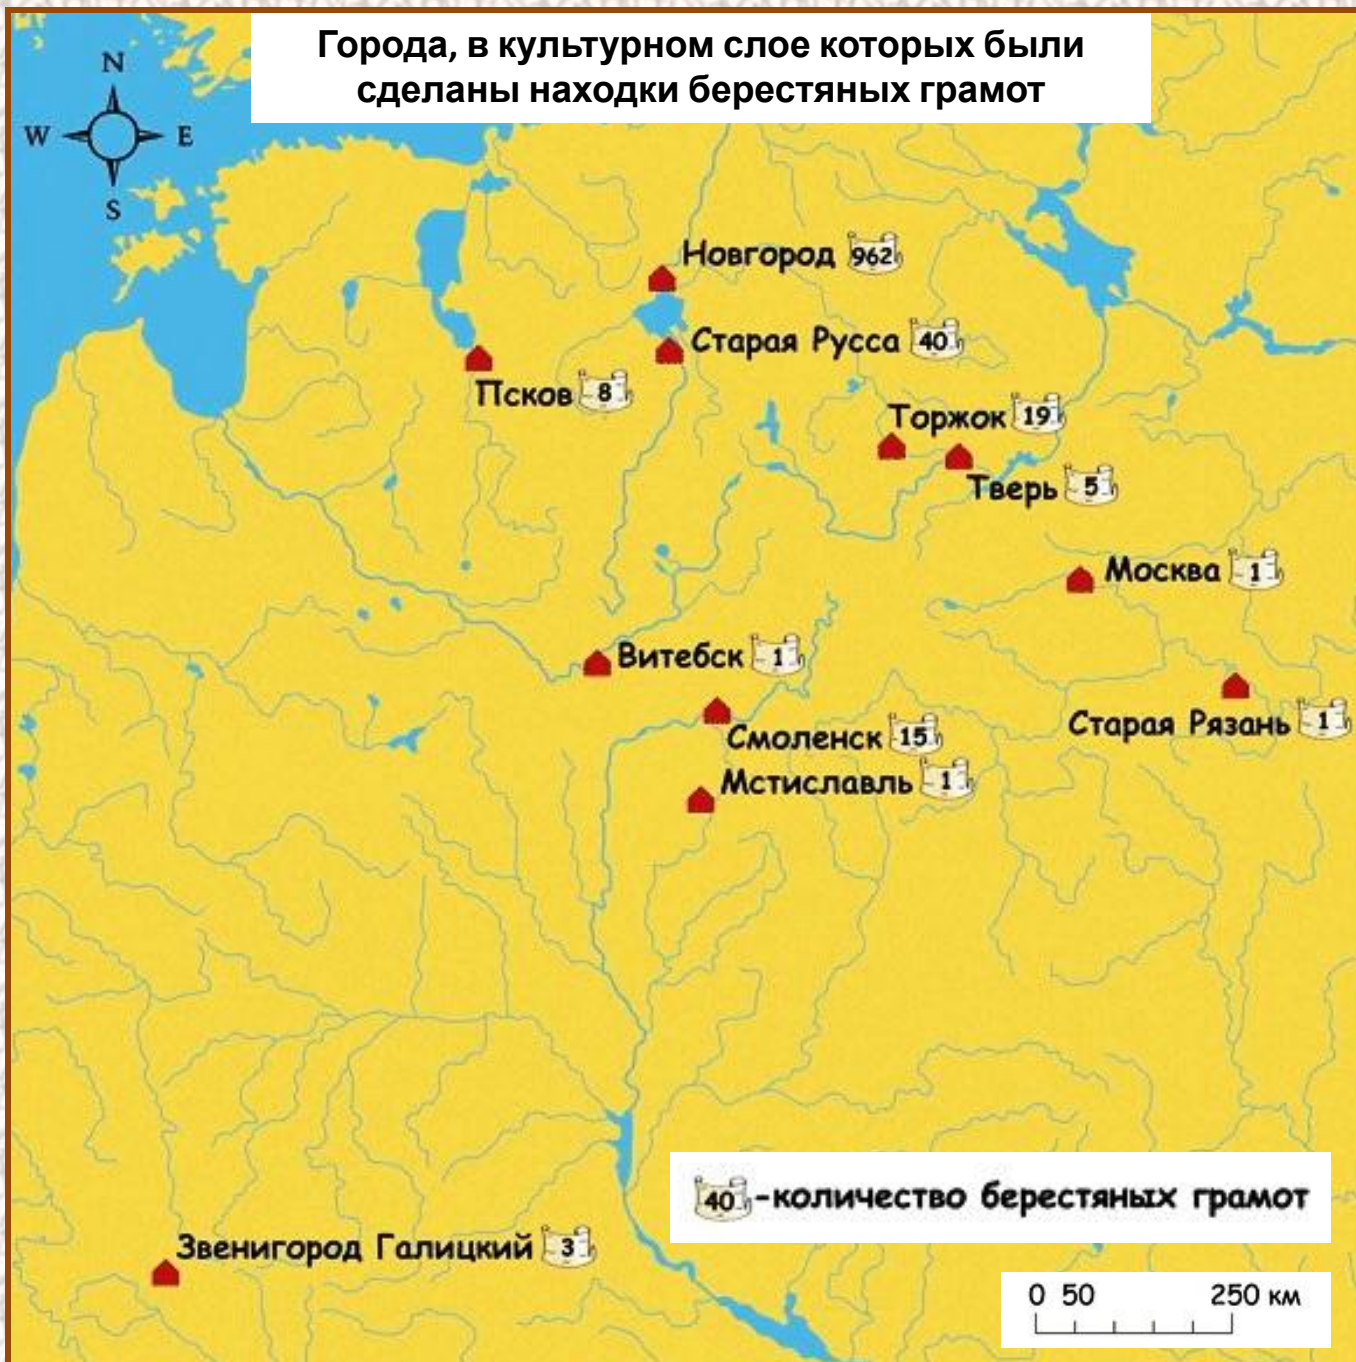 Города, в культурном слое которых были
сделаны находки берестяных грамот
N
W E
S
Новгород 962
Старая Русса 40
Псков 8
Торжок 19
Тверь 5
Москва 1
Витебск 1
Старая Рязань 1
Смоленск 15
Мстиславль 1
40 -количество берестяных грамот
Звенигород Галицкий 3
0 50 250 км